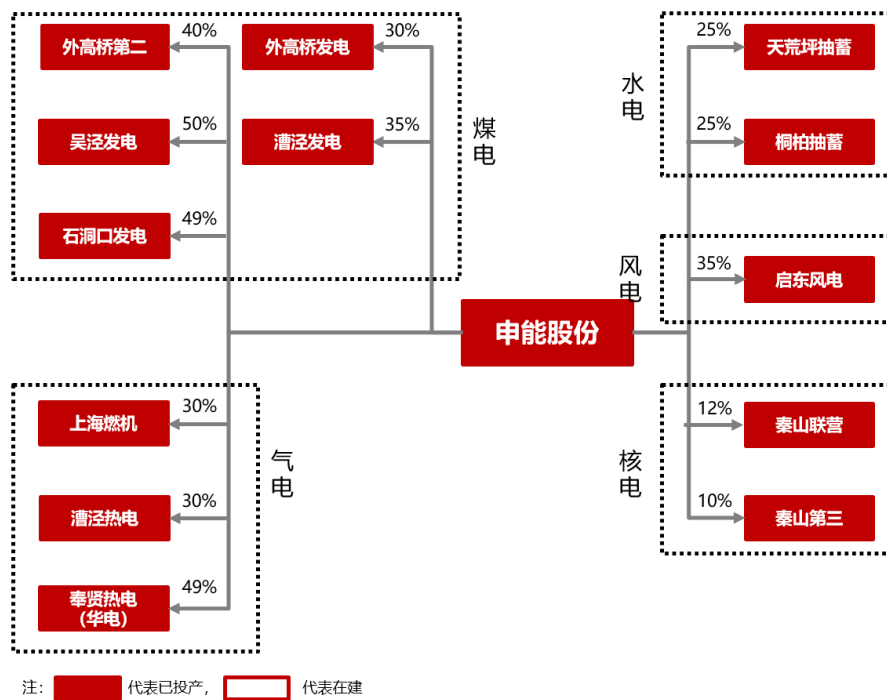 外高桥第二
40%
外高桥发电
30%
吴泾发电
50%
漕泾发电
35%
石洞口发电
49%
煤电
25%
天荒坪抽蓄
25%
桐柏抽蓄
水电
35%
启东风电
风电
申能股份
上海燃机
30%
漕泾热电
30%
奉贤热电
（华电）
49%
气电
12%
秦山联营
10%
秦山第三
核电
注：
代表已投产，
代表在建